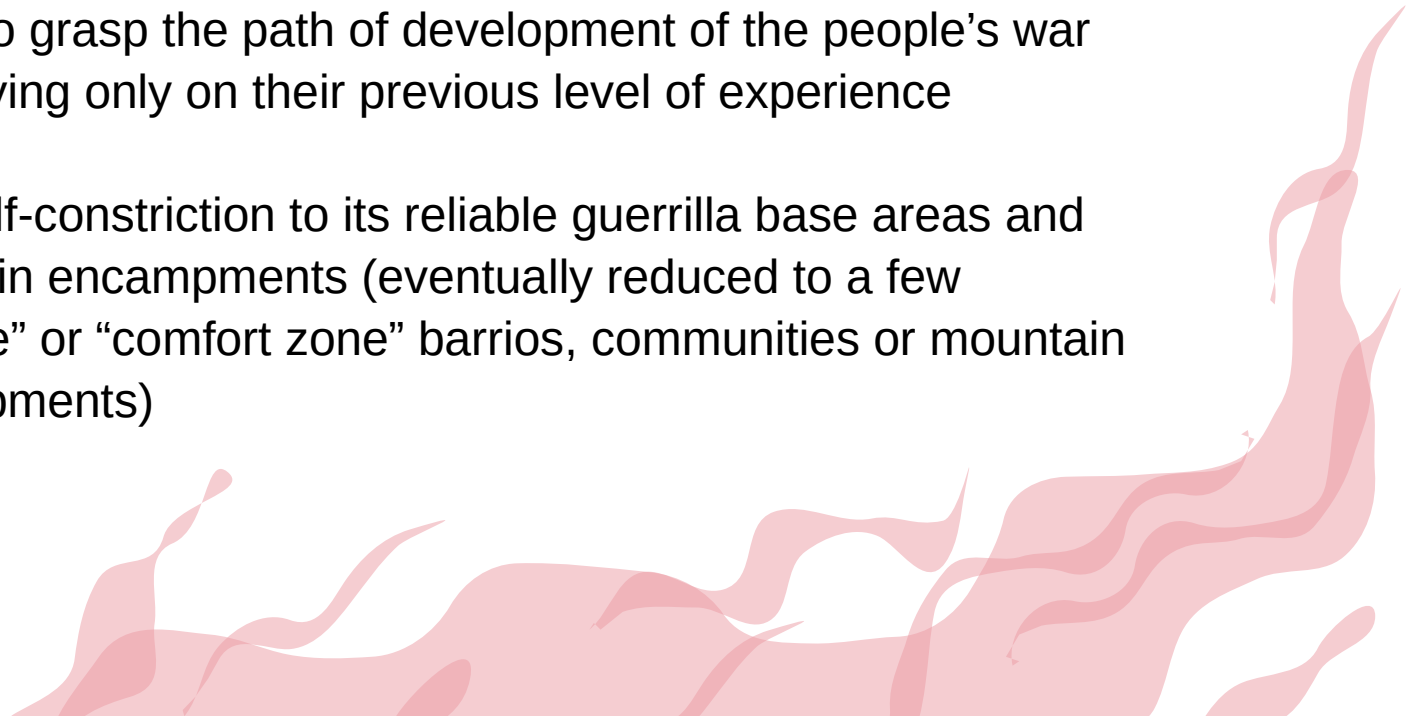 o grasp the path of development of the people’s war
ying only on their previous level of experience
lf-constriction to its reliable guerrilla base areas and
in encampments (eventually reduced to a few
e” or “comfort zone” barrios, communities or mountain
pments)